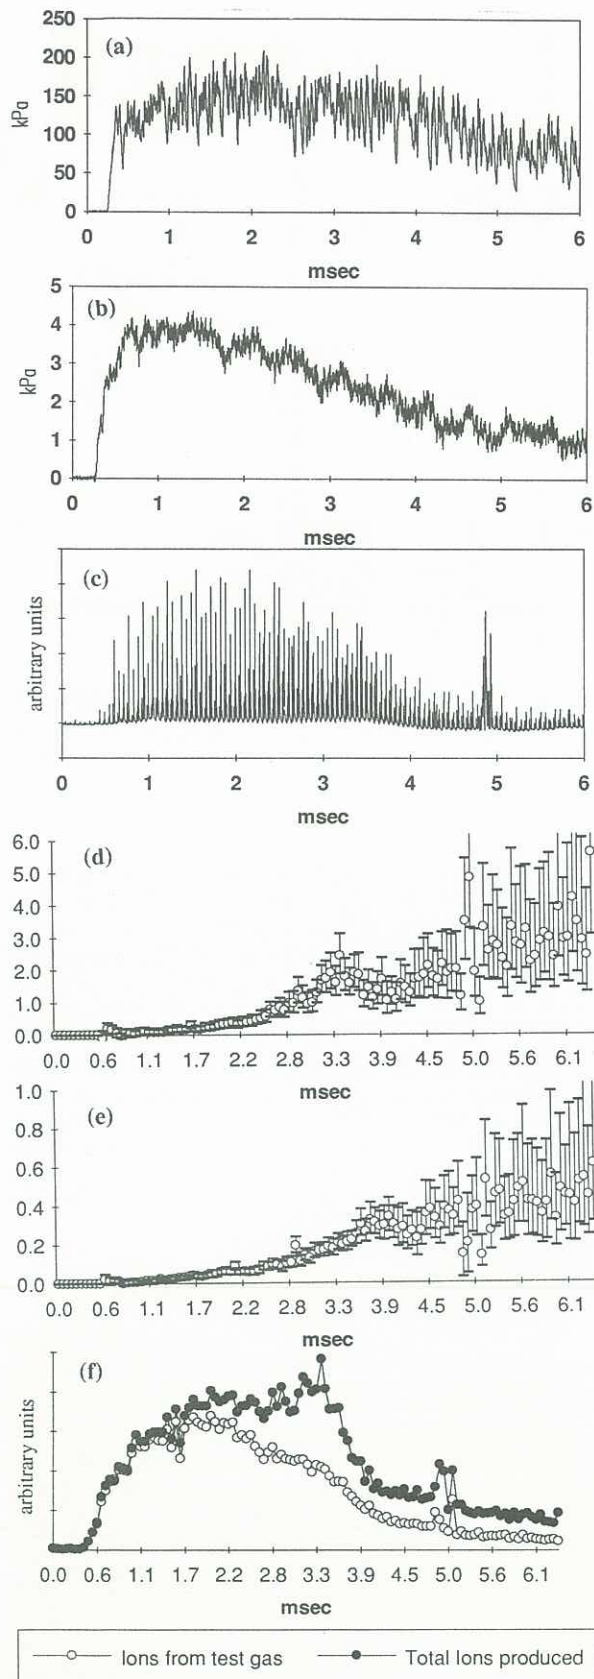 250
(a)
200
150
100
50
0
kPa
0 1 2 3 4 5 6
msec
5
(b)
4
3
2
1
0
kPa
0 1 2 3 4 5 6
msec
(c)
arbitrary units
0 1 2 3 4 5 6
msec
6.0
(d)
5.0
4.0
3.0
2.0
1.0
0.0
0.0 0.6 1.1 1.7 2.2 2.8 3.3 3.9 4.5 5.0 5.6 6.1
msec
1.0
(e)
0.8
0.6
0.4
0.2
0.0
0.0 0.6 1.1 1.7 2.2 2.8 3.3 3.9 4.5 5.0 5.6 6.1
msec
(f)
arbitrary units
0.0 0.6 1.1 1.7 2.2 2.8 3.3 3.9 4.5 5.0 5.6 6.1
msec
Ions from test gas Total Ions produced